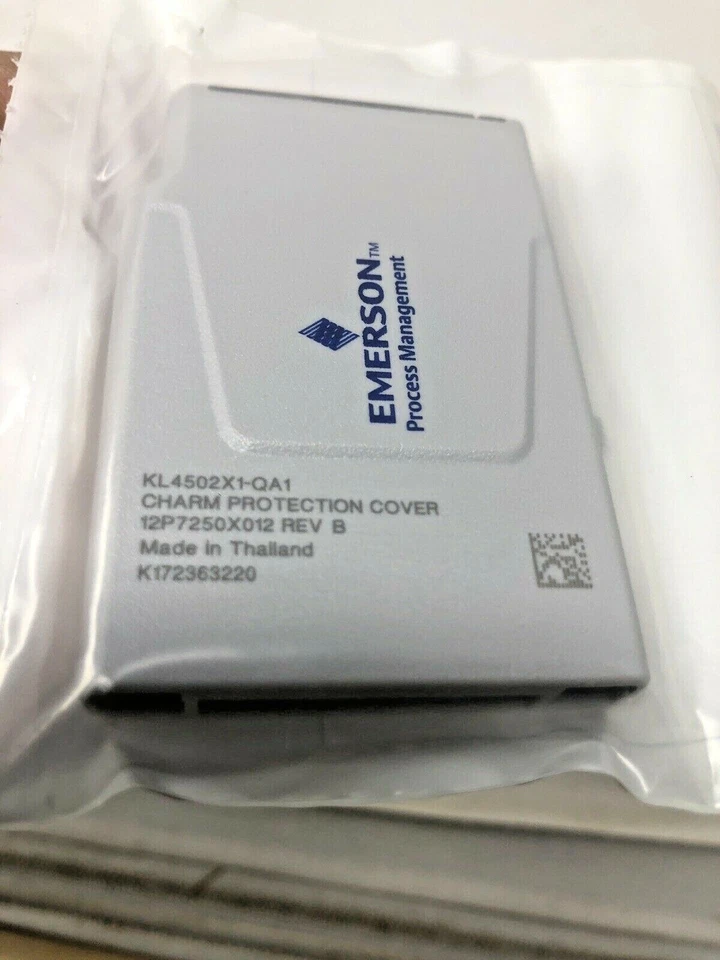 EMERSON™
Process Management
KL4502X1-QA1
CHARM PROTECTION COVER
12P7250X012 REV B
Made in Thailand
K172363220